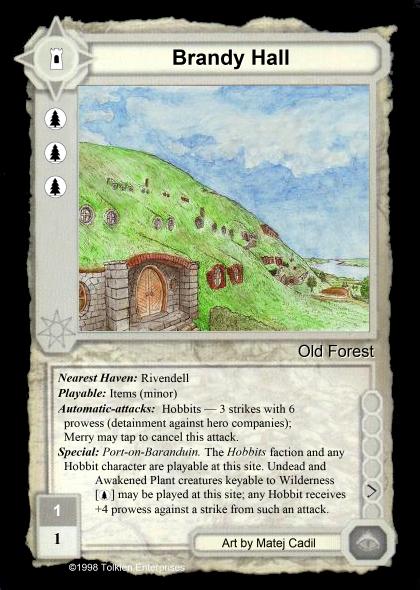 Brandy Hall
Old Forest
Nearest Haven: Rivendell
Playable: Items (minor)
Automatic-attacks: Hobbits — 3 strikes with 6
prowess (detainment against hero companies);
Merry may tap to cancel this attack.
Special: Port-on-Baranduin. The Hobbits faction and any
Hobbit character are playable at this site. Undead and
Awakened Plant creatures keyable to Wilderness
[ ] may be played at this site; any Hobbit receives
+4 prowess against a strike from such an attack.
1
1
Art by Matej Cadil
©1998 Tolkien Enterprises